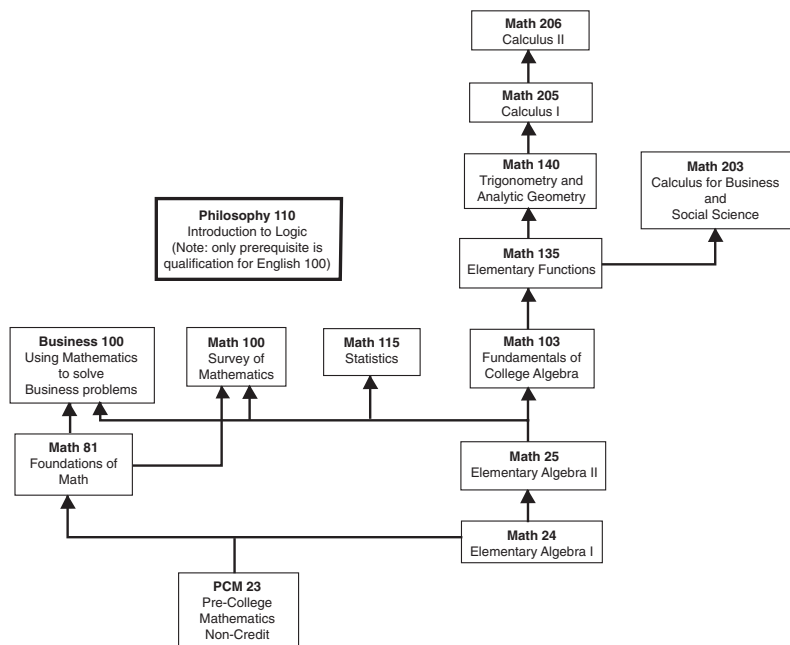 Math 206
Calculus II
Math 205
Calculus I
Math 140
Trigonometry and
Analytic Geometry
Math 203
Calculus for Business
and
Social Science
Philosophy 110
Introduction to Logic
(Note: only prerequisite is
qualification for English 100)
Math 135
Elementary Functions
Business 100
Using Mathematics
to solve
Business problems
Math 100
Survey of
Mathematics
Math 115
Statistics
Math 103
Fundamentals of
College Algebra
Math 81
Foundations of
Math
Math 25
Elementary Algebra II
Math 24
Elementary Algebra I
PCM 23
Pre-College
Mathematics
Non-Credit